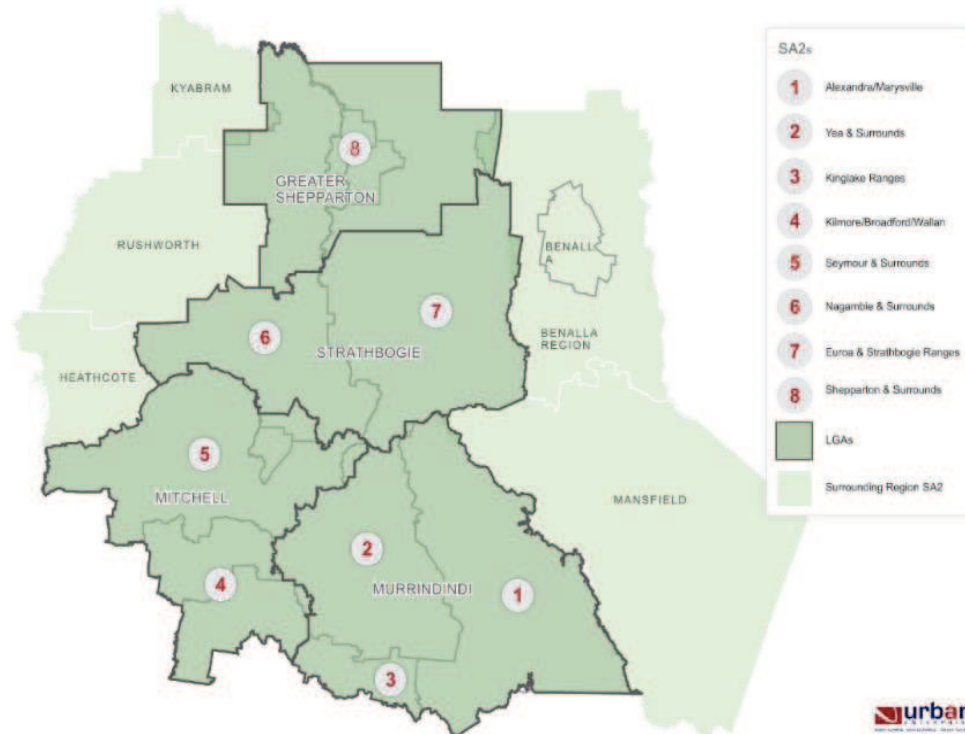 KYABRAM
8
GREATER
SHEPPARTON
RUSHWORTH
BENALL
A
7
6
STRATHBOGIE
BENALLA
REGION
HEATHCOTE
5
MITCHELL
MANSFIELD
2
4
MURRINDINDI
1
3
SA2s
1 Alexandra/Marysville
2 Yea & Surrounds
3 Kinglake Ranges
4 Kilmore/Broadford/Wallan
5 Seymour & Surrounds
6 Nagambie & Surrounds
7 Euroa & Strathbogie Ranges
8 Shepparton & Surrounds
LGAs
Surrounding Region SA2
urban